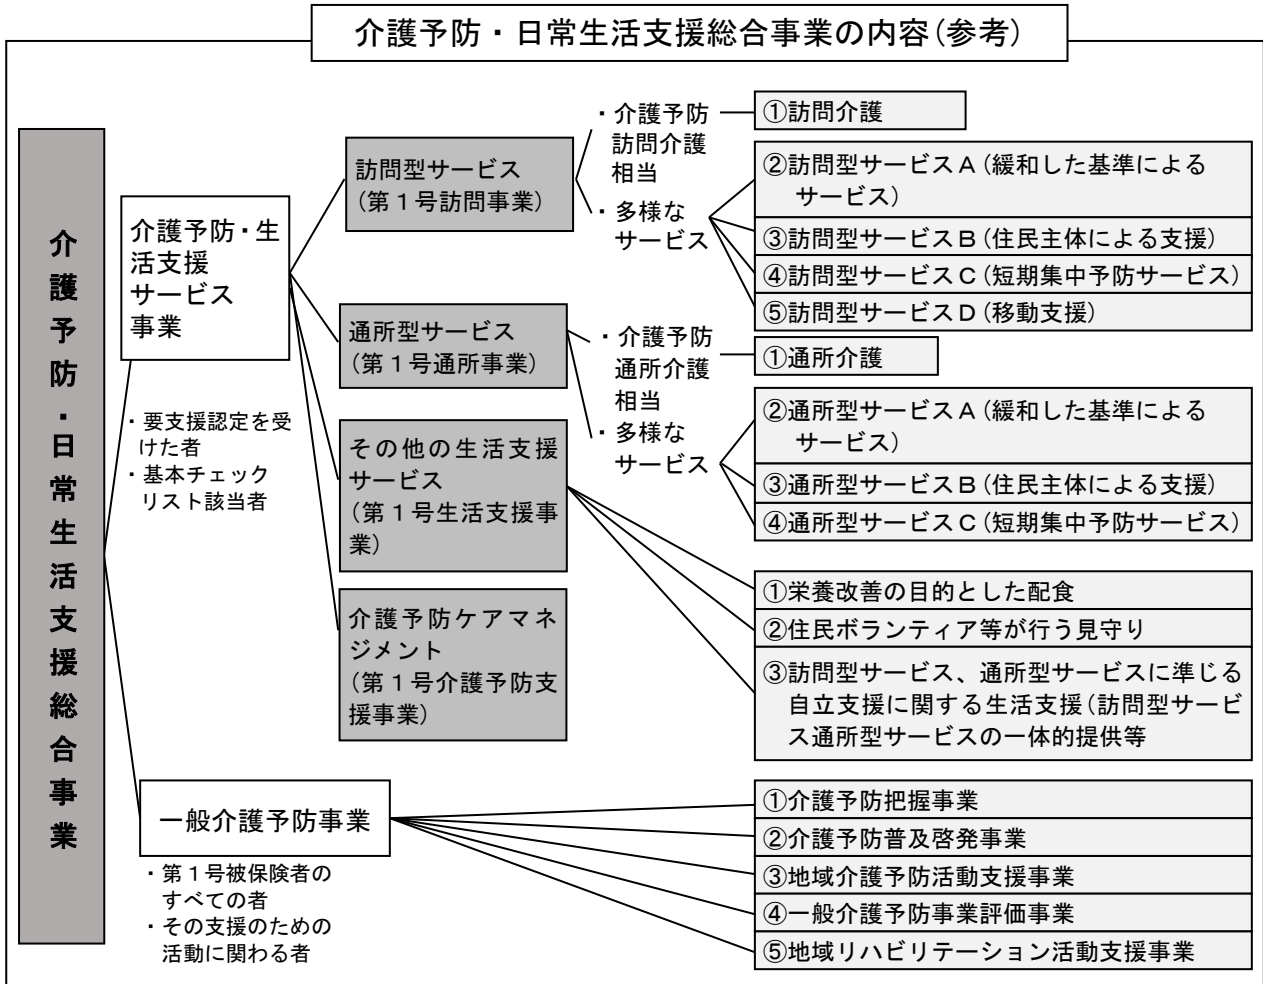 介護予防・日常生活支援総合事業の内容(参考)
介護予防・日常生活支援総合事業
介護予防・生
活支援
サービス
事業
・要支援認定を受
けた者
・基本チェック
リスト該当者
訪問型サービス
(第1号訪問事業)
・介護予防
訪問介護
相当
・多様な
サービス
①訪問介護
②訪問型サービスA(緩和した基準による
サービス)
③訪問型サービスB(住民主体による支援)
④訪問型サービスC(短期集中予防サービス)
⑤訪問型サービスD(移動支援)
通所型サービス
(第1号通所事業)
・介護予防
通所介護
相当
・多様な
サービス
①通所介護
②通所型サービスA(緩和した基準による
サービス)
③通所型サービスB(住民主体による支援)
④通所型サービスC(短期集中予防サービス)
その他の生活支援
サービス
(第1号生活支援事
業)
①栄養改善の目的とした配食
②住民ボランティア等が行う見守り
③訪問型サービス、通所型サービスに準じる
自立支援に関する生活支援(訪問型サービ
ス通所型サービスの一体的提供等
介護予防ケアマネ
ジメント
(第1号介護予防支
援事業)
一般介護予防事業
・第1号被保険者の
すべての者
・その支援のための
活動に関わる者
①介護予防把握事業
②介護予防普及啓発事業
③地域介護予防活動支援事業
④一般介護予防事業評価事業
⑤地域リハビリテーション活動支援事業